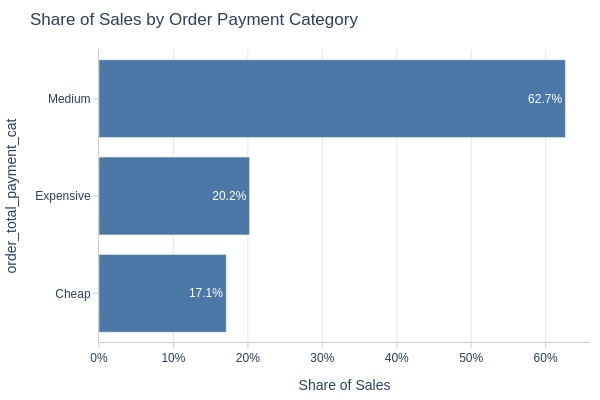 Share of Sales by Order Payment Category
order_total_payment_cat
Medium
62.7%
Expensive
20.2%
Cheap
17.1%
0%
10%
20%
30%
40%
50%
60%
Share of Sales